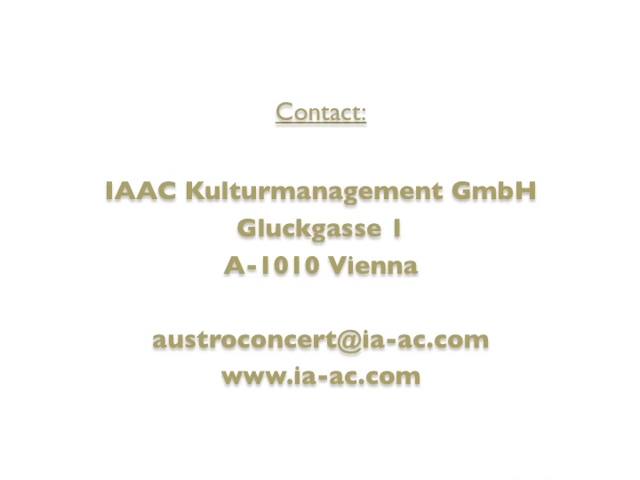 Contact:
IAAC Kulturmanagement GmbH
Gluckgasse 1
A-1010 Vienna
austroconcert@ia-ac.com
www.ia-ac.com